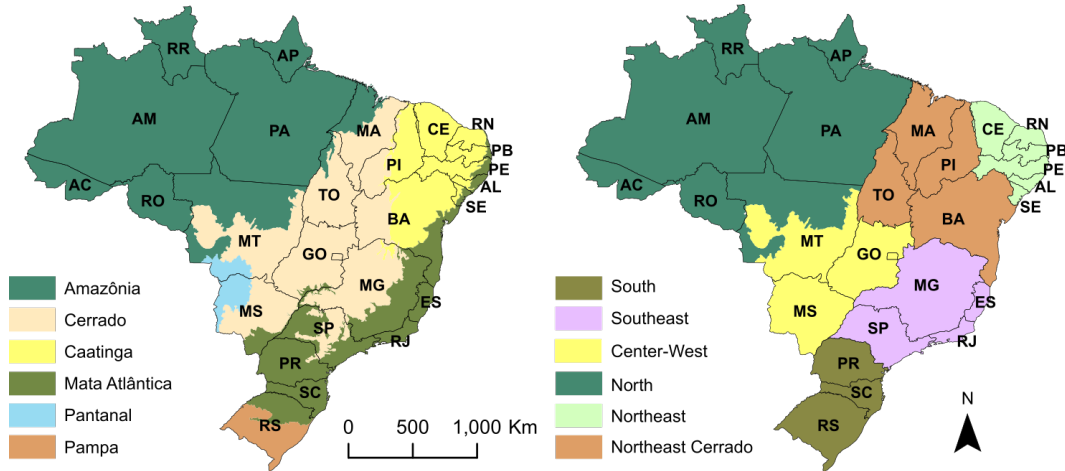 RR
AP
AM
PA
MA
CE
RN
PB
PE
AL
SE
PI
AC
RO
TO
BA
MT
GO
MG
ES
MS
SP
RJ
PR
SC
RS
Amazônia
Cerrado
Caatinga
Mata Atlântica
Pantanal
Pampa
0 500 1,000 Km
RR
AP
AM
PA
MA
CE
RN
PB
PE
AL
SE
PI
AC
RO
TO
BA
MT
GO
MG
ES
MS
SP
RJ
PR
SC
RS
South
Southeast
Center-West
North
Northeast
Northeast Cerrado
N